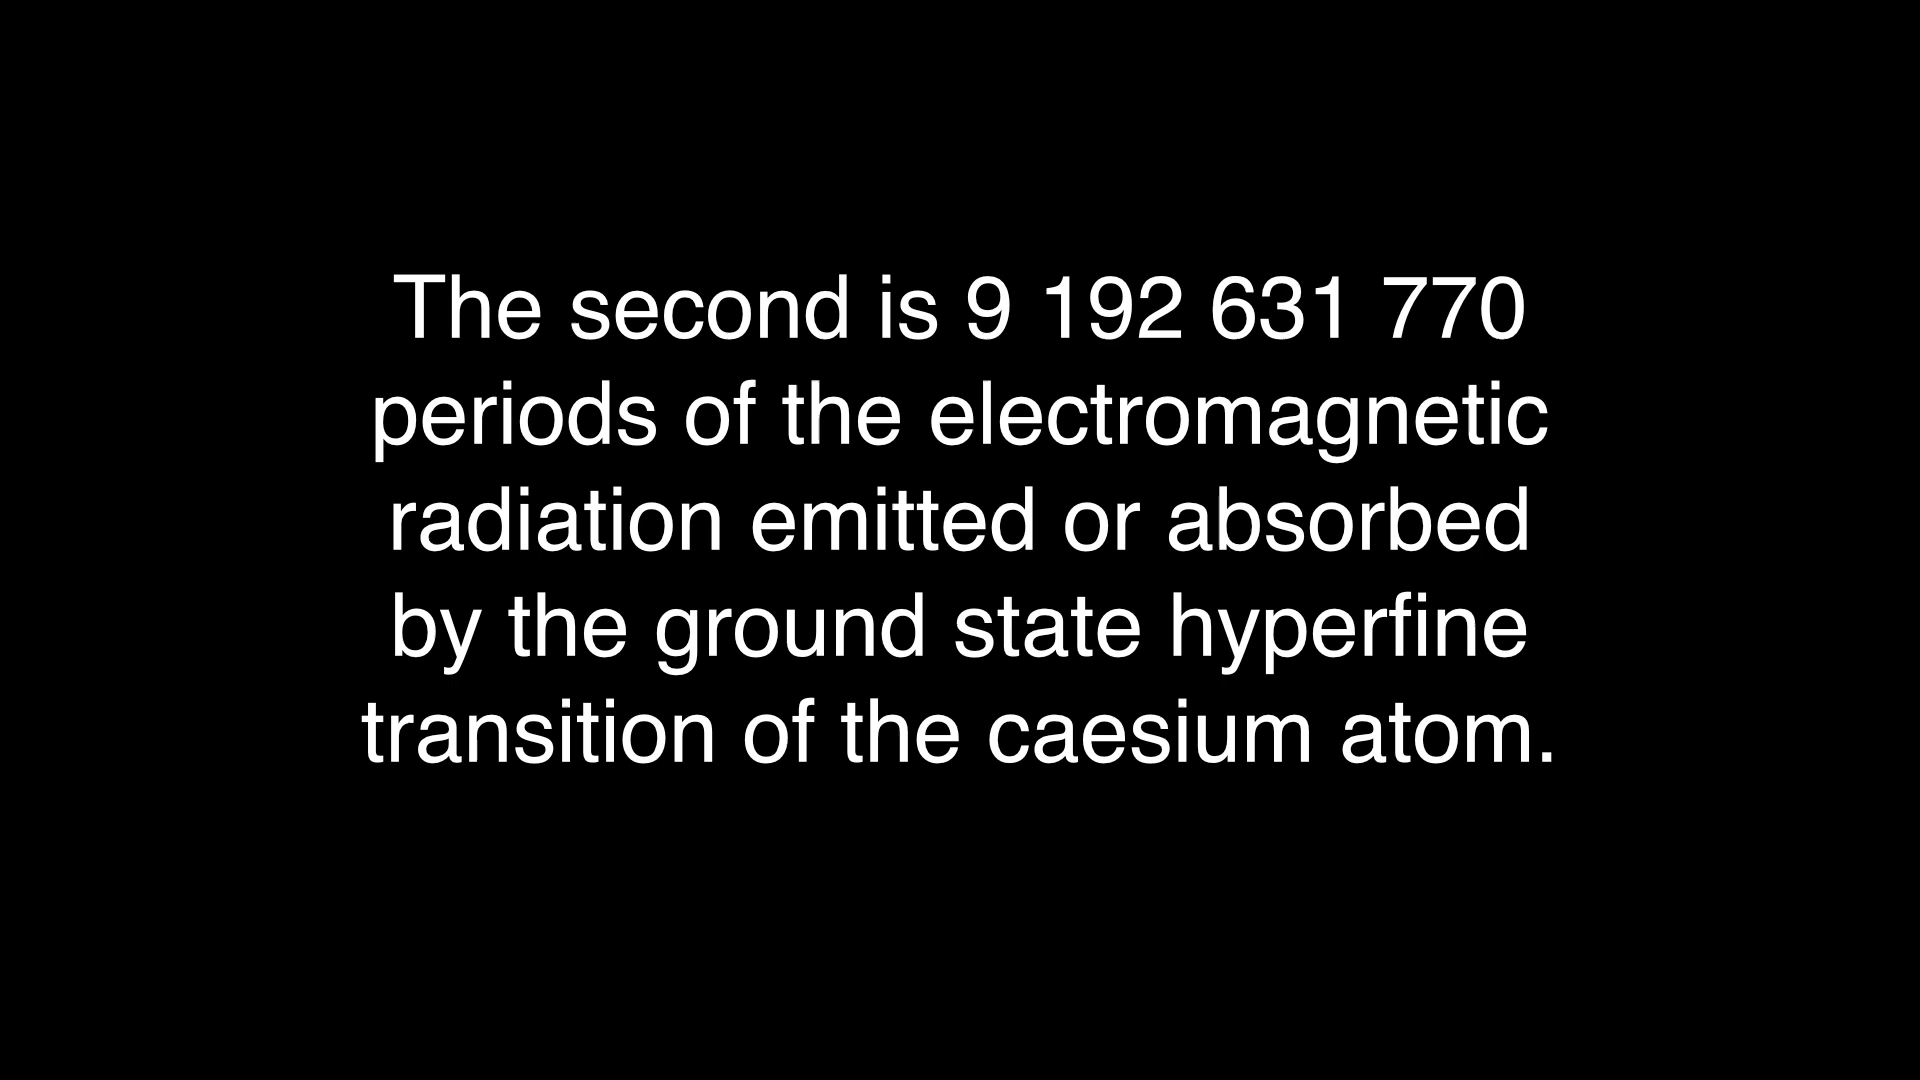 The second is 9 192 631 770
periods of the electromagnetic
radiation emitted or absorbed
by the ground state hyperfine
transition of the caesium atom.